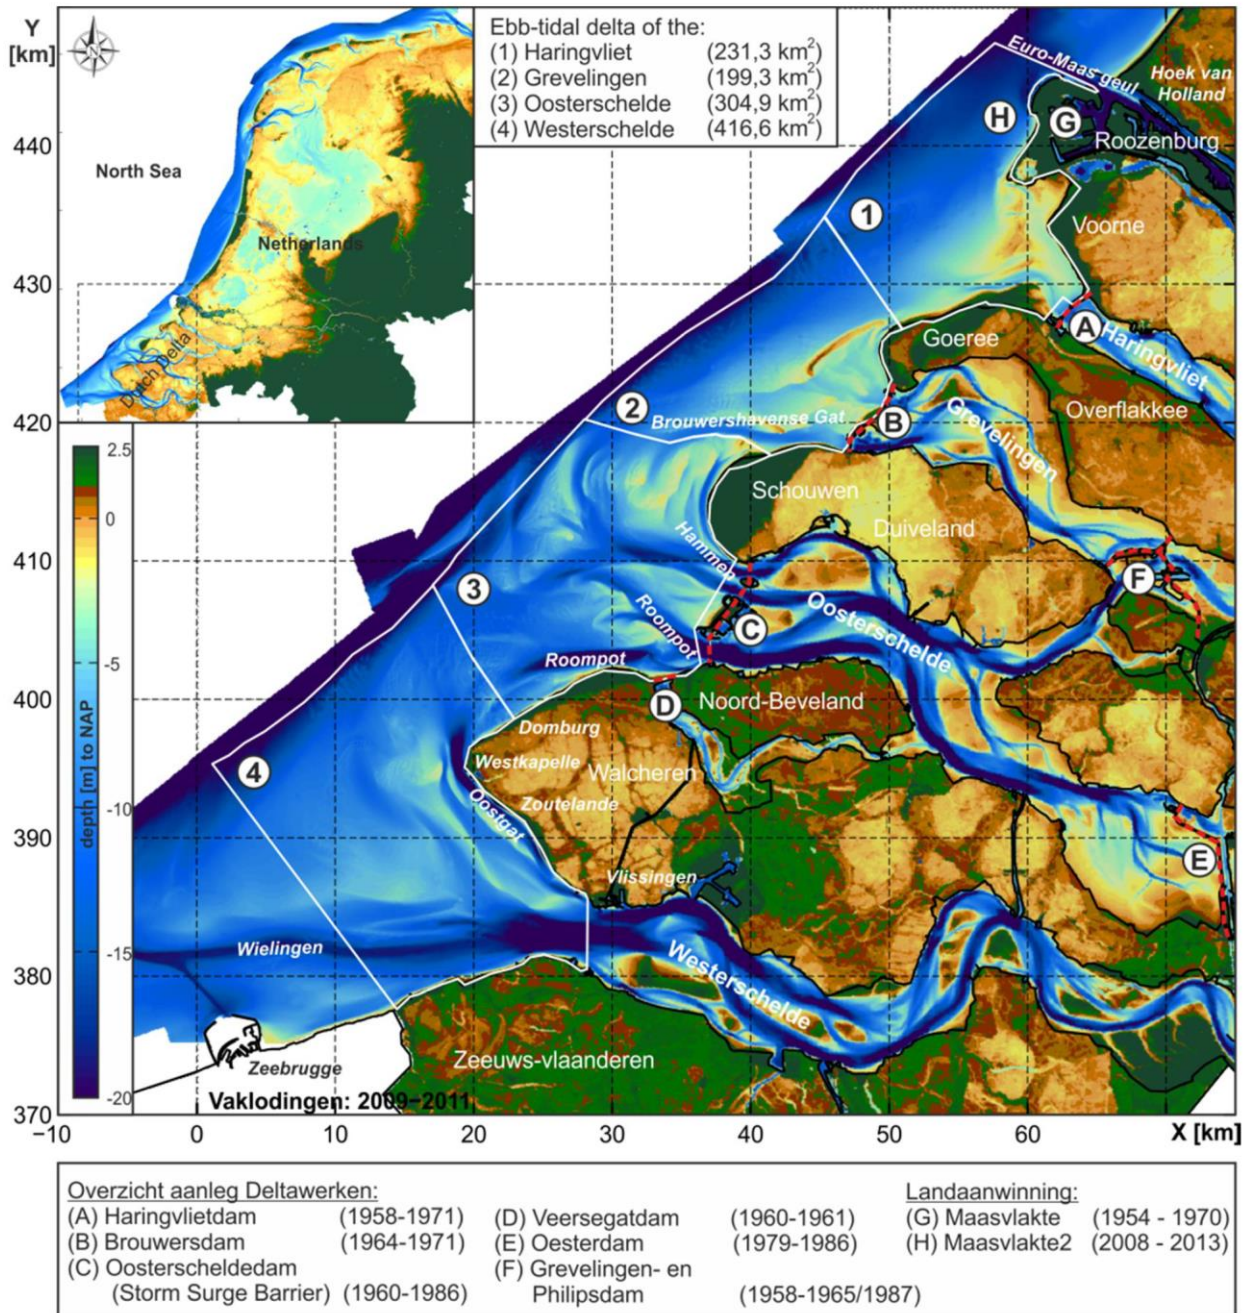 Y
[km]
N
North Sea
Netherlands
Dutch Delta
Ebb-tidal delta of the:
(1) Haringvliet (231,3 km²)
(2) Grevelingen (199,3 km²)
(3) Oosterschelde (304,9 km²)
(4) Westerschelde (416,6 km²)
Euro-Maas geul
Hoek van
Holland
H
G
Roozenburg
440
1
Voorne
430
A
Haringvliet
Goeree
2
Brouwershavense Gat
B
Grevelingen
Overflakkee
420
2.5
0
-5
-10
-15
-20
depth [m] to NAP
Schouwen
Duiveland
410
Hammen
F
3
Roompot
C
Oosterschelde
Roompot
400
D
Noord-Beveland
Domburg
4
Westkapelle
Walcheren
Oostgat
Zoutelande
390
E
Vlissingen
Wielingen
Westerschelde
380
Zeebrugge
Zeeuws-vlaanderen
Vaklodingen: 2009-2011
370
-10 0 10 20 30 40 50 60 X [km]
Overzicht aanleg Deltawerken:
(A) Haringvlietdam (1958-1971)
(B) Brouwersdam (1964-1971)
(C) Oosterscheldedam
(Storm Surge Barrier) (1960-1986)
(D) Veersegatdam (1960-1961)
(E) Oesterdam (1979-1986)
(F) Grevelingen- en
Philipsdam (1958-1965/1987)
Landaanwinning:
(G) Maasvlakte (1954 - 1970)
(H) Maasvlakte2 (2008 - 2013)